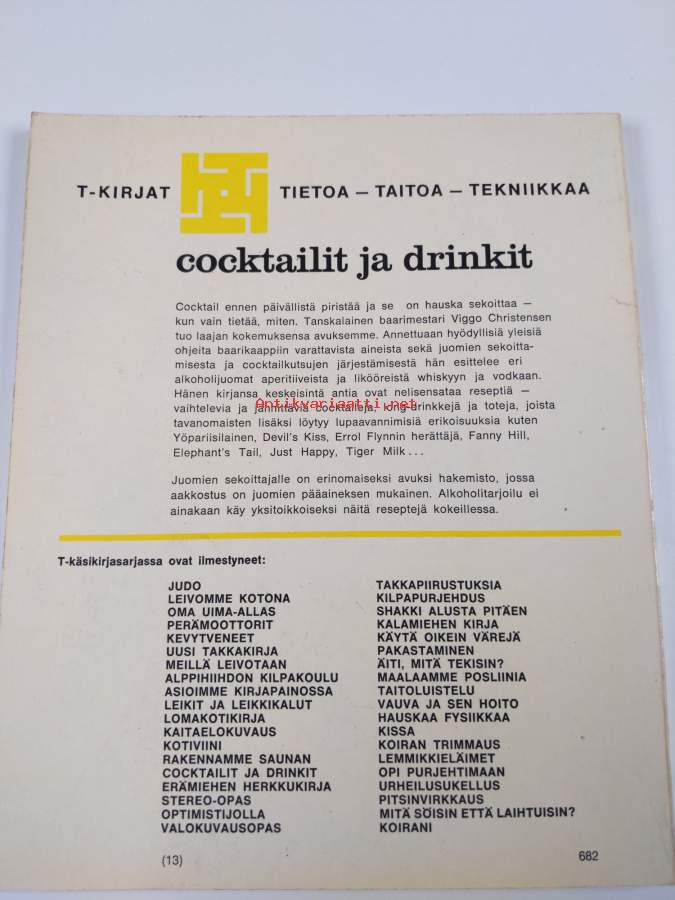 T-KIRJAT TIETOA — TAITOA — TEKNIIKKAA
cocktailit ja drinkit
Cocktail ennen päivällistä piristää ja se on hauska sekoittaa —
kun vain tietää, miten. Tanskalainen baarimestari Viggo Christensen
tuo laajan kokemuksensa avuksemme. Annettuaan hyödyllisiä yleisiä
ohjeita baarikaappiin varattavista aineista sekä juomien sekoitta-
misesta ja cocktailkutsujen järjestämisestä hän esittelee eri
alkoholijuomat aperitiiveista ja likööreistä whiskyyn ja vodkaan.
Hänen kirjansa keskeisintä antia ovat nelisensataa reseptiä —
vaihtelevia ja jännittäviä cocktaileja, long-drinkkejä ja toteja, joista
Antikvariaatti.net
tavanomaisten lisäksi löytyy lupaavannimisiä erikoisuuksia kuten
Yöpariisilainen, Devil's Kiss, Errol Flynnin herättäjä, Fanny Hill,
Elephant's Tail, Just Happy, Tiger Milk...
Juomien sekoittajalle on erinomaiseksi avuksi hakemisto, jossa
aakkostus on juomien pääaineksen mukainen. Alkoholitarjoilu ei
ainakaan käy yksitoikkoiseksi näitä reseptejä kokeillessa.
T-käsikirjasarjassa ovat ilmestyneet:
JUDO
LEIVOMME KOTONA
OMA UIMA-ALLAS
PERÄMOOTTORIT
KEVYTVENEET
UUSI TAKKAKIRJA
MEILLÄ LEIVOTAAN
ALPPIHIIHDON KILPAKOULU
ASIOIMME KIRJAPAINOSSA
LEIKIT JA LEIKKIKALUT
LOMAKOTIKIRJA
KAITAELOKUVAUS
KOTIVIINI
RAKENNAMME SAUNAN
COCKTAILIT JA DRINKIT
ERÄMIEHEN HERKKUKIRJA
STEREO-OPAS
OPTIMISTIJOLLA
VALOKUVAUSOPAS
TAKKAPIIRUSTUKSIA
KILPAPURJEHDUS
SHAKKI ALUSTA PITÄEN
KALAMIEHEN KIRJA
KÄYTÄ OIKEIN VÄREJÄ
PAKASTAMINEN
ÄITI, MITÄ TEKISIN?
MAALAAMME POSLIINIA
TAITOLUISTELU
VAUVA JA SEN HOITO
HAUSKAA FYSIIKKAA
KISSA
KOIRAN TRIMMAUS
LEMMIKKIELÄIMET
OPI PURJEHTIMAAN
URHEILUSUKELLUS
PITSINVIRKKAUS
MITÄ SÖISIN ETTÄ LAIHTUISIN?
KOIRANI
(13) 682